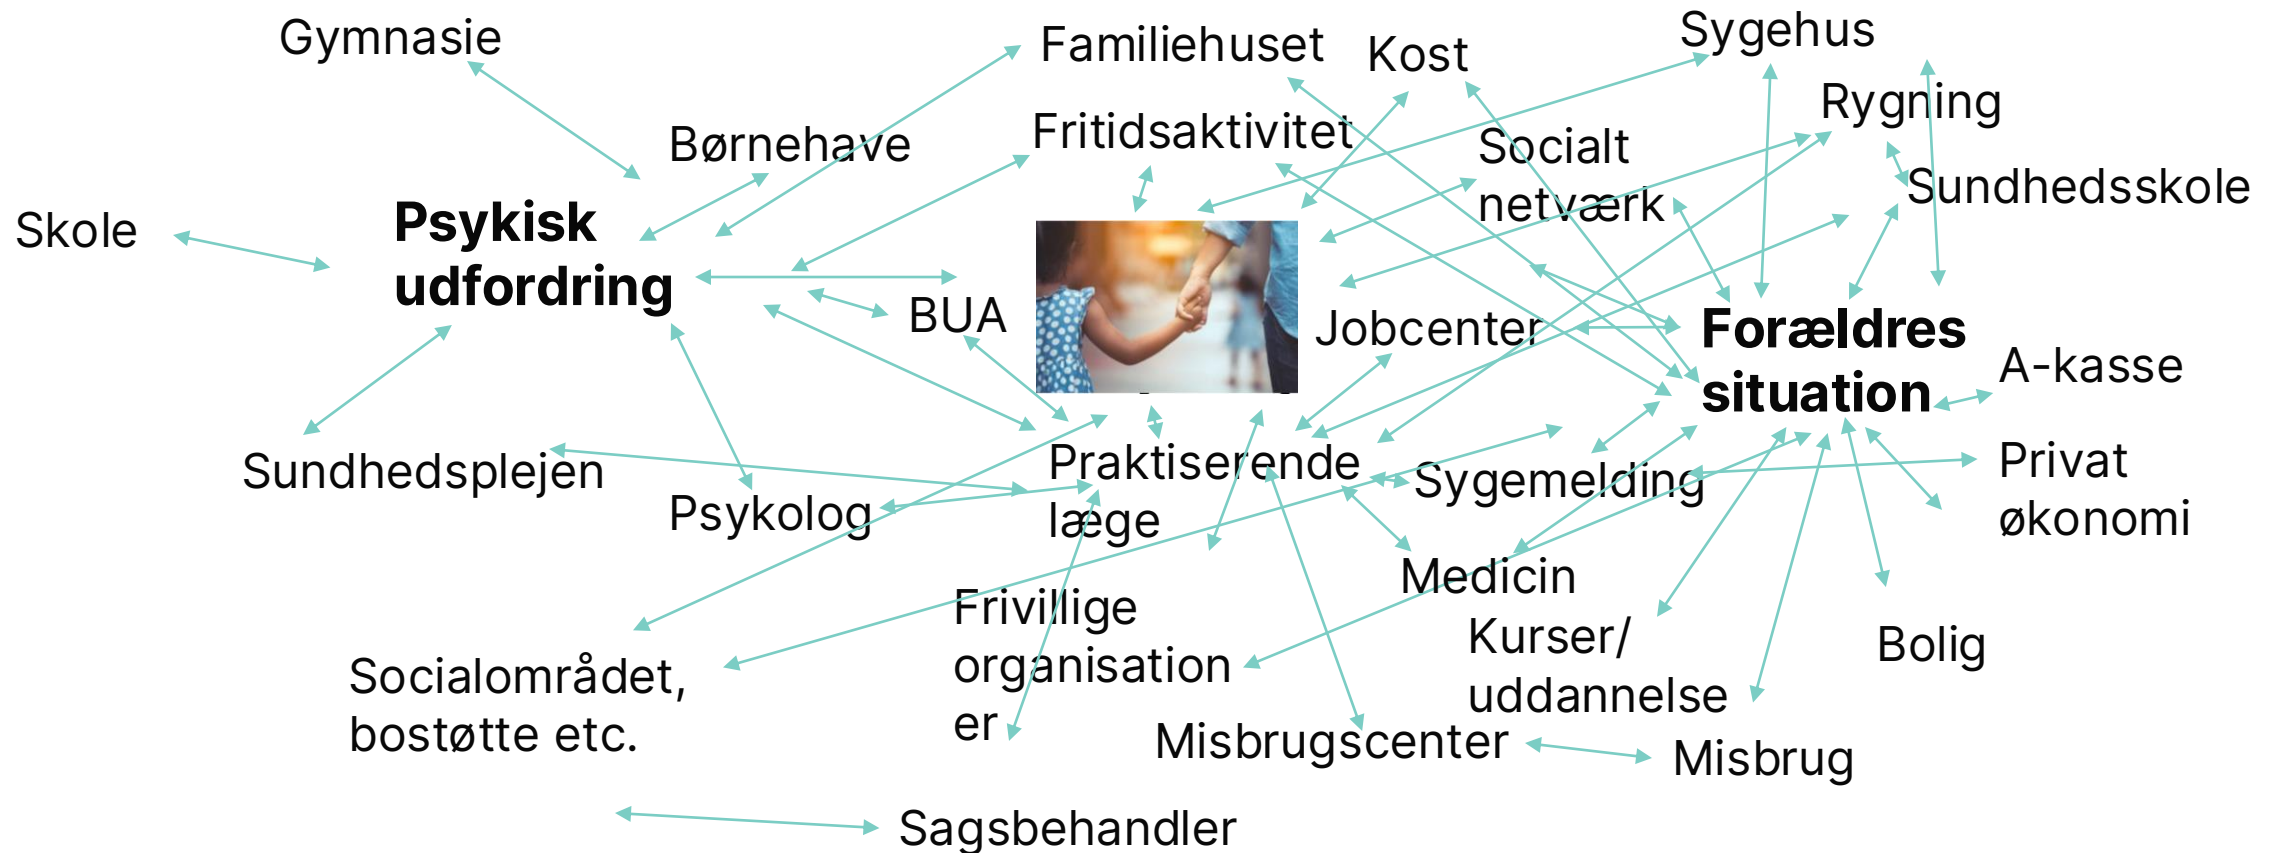 Gymnasie
Familiehuset
Kost
Sygehus
Rygning
Børnehave
Fritidsaktivitet
Socialt
netværk
Sundhedsskole
Skole
Psykisk
udfordring
BUA
Jobcenter
Forældres
situation
A-kasse
Sundhedsplejen
Psykolog
Praktiserende
læge
Sygemelding
Privat
økonomi
Medicin
Frivillige
organisation
er
Kurser/
uddannelse
Bolig
Socialområdet,
bostøtte etc.
Misbrugscenter
Misbrug
Sagsbehandler